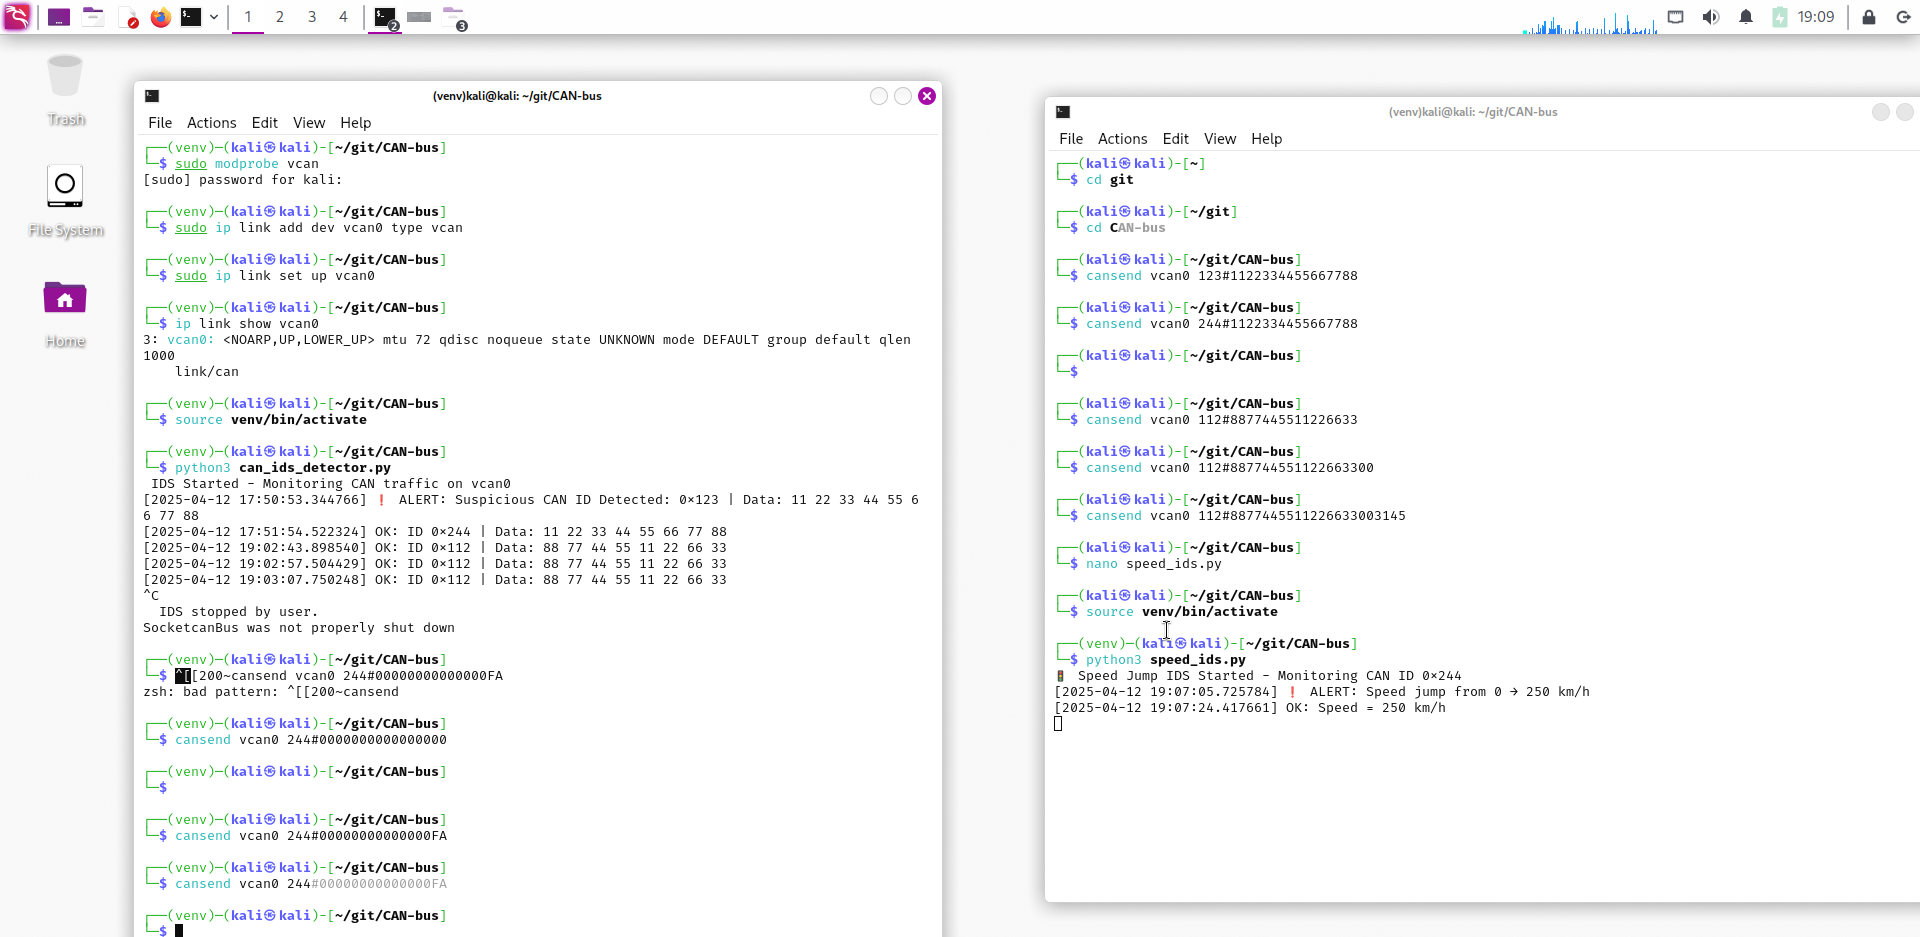 1 2 3 4 2 3 19:09
Trash
File System
Home
(venv)kali@kali: ~/git/CAN-bus
File Actions Edit View Help
┌──(venv)─(kali㉿kali)-[~/git/CAN-bus]
└─$ sudo modprobe vcan
[sudo] password for kali:
┌──(venv)─(kali㉿kali)-[~/git/CAN-bus]
└─$ sudo ip link add dev vcan0 type vcan
┌──(venv)─(kali㉿kali)-[~/git/CAN-bus]
└─$ sudo ip link set up vcan0
┌──(venv)─(kali㉿kali)-[~/git/CAN-bus]
└─$ ip link show vcan0
3: vcan0: <NOARP,UP,LOWER_UP> mtu 72 qdisc noqueue state UNKNOWN mode DEFAULT group default qlen
1000
link/can
┌──(venv)─(kali㉿kali)-[~/git/CAN-bus]
└─$ source venv/bin/activate
┌──(venv)─(kali㉿kali)-[~/git/CAN-bus]
└─$ python3 can_ids_detector.py
IDS Started - Monitoring CAN traffic on vcan0
[2025-04-12 17:50:53.344766] ❗ ALERT: Suspicious CAN ID Detected: 0×123 | Data: 11 22 33 44 55 6
6 77 88
[2025-04-12 17:51:54.522324] OK: ID 0×244 | Data: 11 22 33 44 55 66 77 88
[2025-04-12 19:02:43.898540] OK: ID 0×112 | Data: 88 77 44 55 11 22 66 33
[2025-04-12 19:02:57.504429] OK: ID 0×112 | Data: 88 77 44 55 11 22 66 33
[2025-04-12 19:03:07.750248] OK: ID 0×112 | Data: 88 77 44 55 11 22 66 33
^C
IDS stopped by user.
SocketcanBus was not properly shut down
┌──(venv)─(kali㉿kali)-[~/git/CAN-bus]
└─$ ^[[200~cansend vcan0 244#00000000000000FA
zsh: bad pattern: ^[[200~cansend
┌──(venv)─(kali㉿kali)-[~/git/CAN-bus]
└─$ cansend vcan0 244#0000000000000000
┌──(venv)─(kali㉿kali)-[~/git/CAN-bus]
└─$
┌──(venv)─(kali㉿kali)-[~/git/CAN-bus]
└─$ cansend vcan0 244#00000000000000FA
┌──(venv)─(kali㉿kali)-[~/git/CAN-bus]
└─$ cansend vcan0 244#00000000000000FA
┌──(venv)─(kali㉿kali)-[~/git/CAN-bus]
└─$
(venv)kali@kali: ~/git/CAN-bus
File Actions Edit View Help
┌──(kali㉿kali)-[~]
└─$ cd git
┌──(kali㉿kali)-[~/git]
└─$ cd CAN-bus
┌──(kali㉿kali)-[~/git/CAN-bus]
└─$ cansend vcan0 123#1122334455667788
┌──(kali㉿kali)-[~/git/CAN-bus]
└─$ cansend vcan0 244#1122334455667788
┌──(kali㉿kali)-[~/git/CAN-bus]
└─$
┌──(kali㉿kali)-[~/git/CAN-bus]
└─$ cansend vcan0 112#8877445511226633
┌──(kali㉿kali)-[~/git/CAN-bus]
└─$ cansend vcan0 112#887744551122663300
┌──(kali㉿kali)-[~/git/CAN-bus]
└─$ cansend vcan0 112#8877445511226633003145
┌──(kali㉿kali)-[~/git/CAN-bus]
└─$ nano speed_ids.py
┌──(kali㉿kali)-[~/git/CAN-bus]
└─$ source venv/bin/activate
┌──(venv)─(kali㉿kali)-[~/git/CAN-bus]
└─$ python3 speed_ids.py
🚦 Speed Jump IDS Started - Monitoring CAN ID 0×244
[2025-04-12 19:07:05.725784] ❗ ALERT: Speed jump from 0 → 250 km/h
[2025-04-12 19:07:24.417661] OK: Speed = 250 km/h